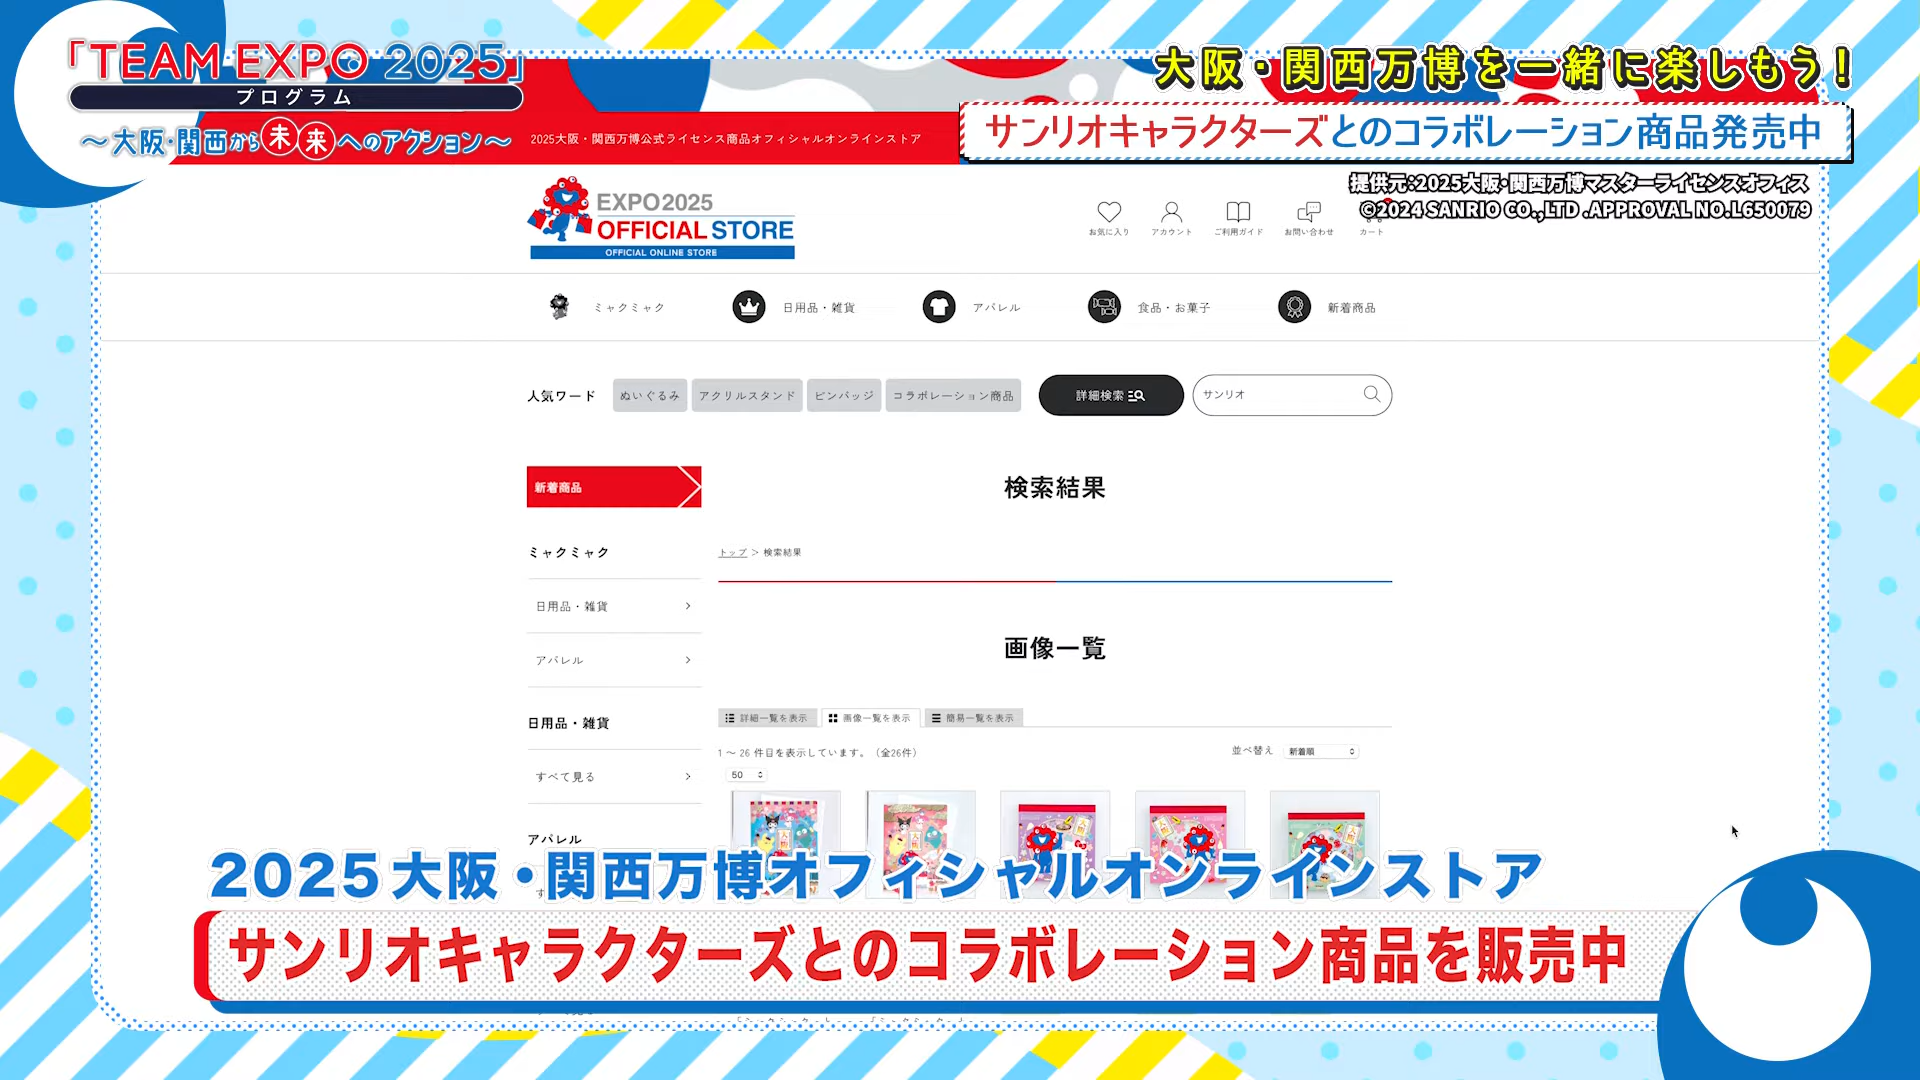 「TEAM EXPO 2025」
プログラム
～大阪・関西から未来へのアクション～
大阪・関西万博を一緒に楽しもう！
サンリオキャラクターズとのコラボレーション商品発売中
提供元：2025大阪・関西万博マスターライセンスオフィス
©2024 SANRIO CO.,LTD .APPROVAL NO.L650079
2025大阪・関西万博公式ライセンス商品オフィシャルオンラインストア
EXPO2025
OFFICIAL STORE
OFFICIAL ONLINE STORE
お気に入り
アカウント
ご利用ガイド
お問い合わせ
カート
ミャクミャク
日用品・雑貨
アパレル
食品・お菓子
新着商品
人気ワード
ぬいぐるみ
アクリルスタンド
ピンバッジ
コラボレーション商品
詳細検索
サンリオ
新着商品
検索結果
トップ ＞ 検索結果
ミャクミャク
日用品・雑貨
アパレル
画像一覧
日用品・雑貨
すべて見る
アパレル
詳細一覧を表示
画像一覧を表示
簡易一覧を表示
1 ～ 26 件目を表示しています。（全26件）
並べ替え
新着順
50
2025大阪・関西万博オフィシャルオンラインストア
サンリオキャラクターズとのコラボレーション商品を販売中